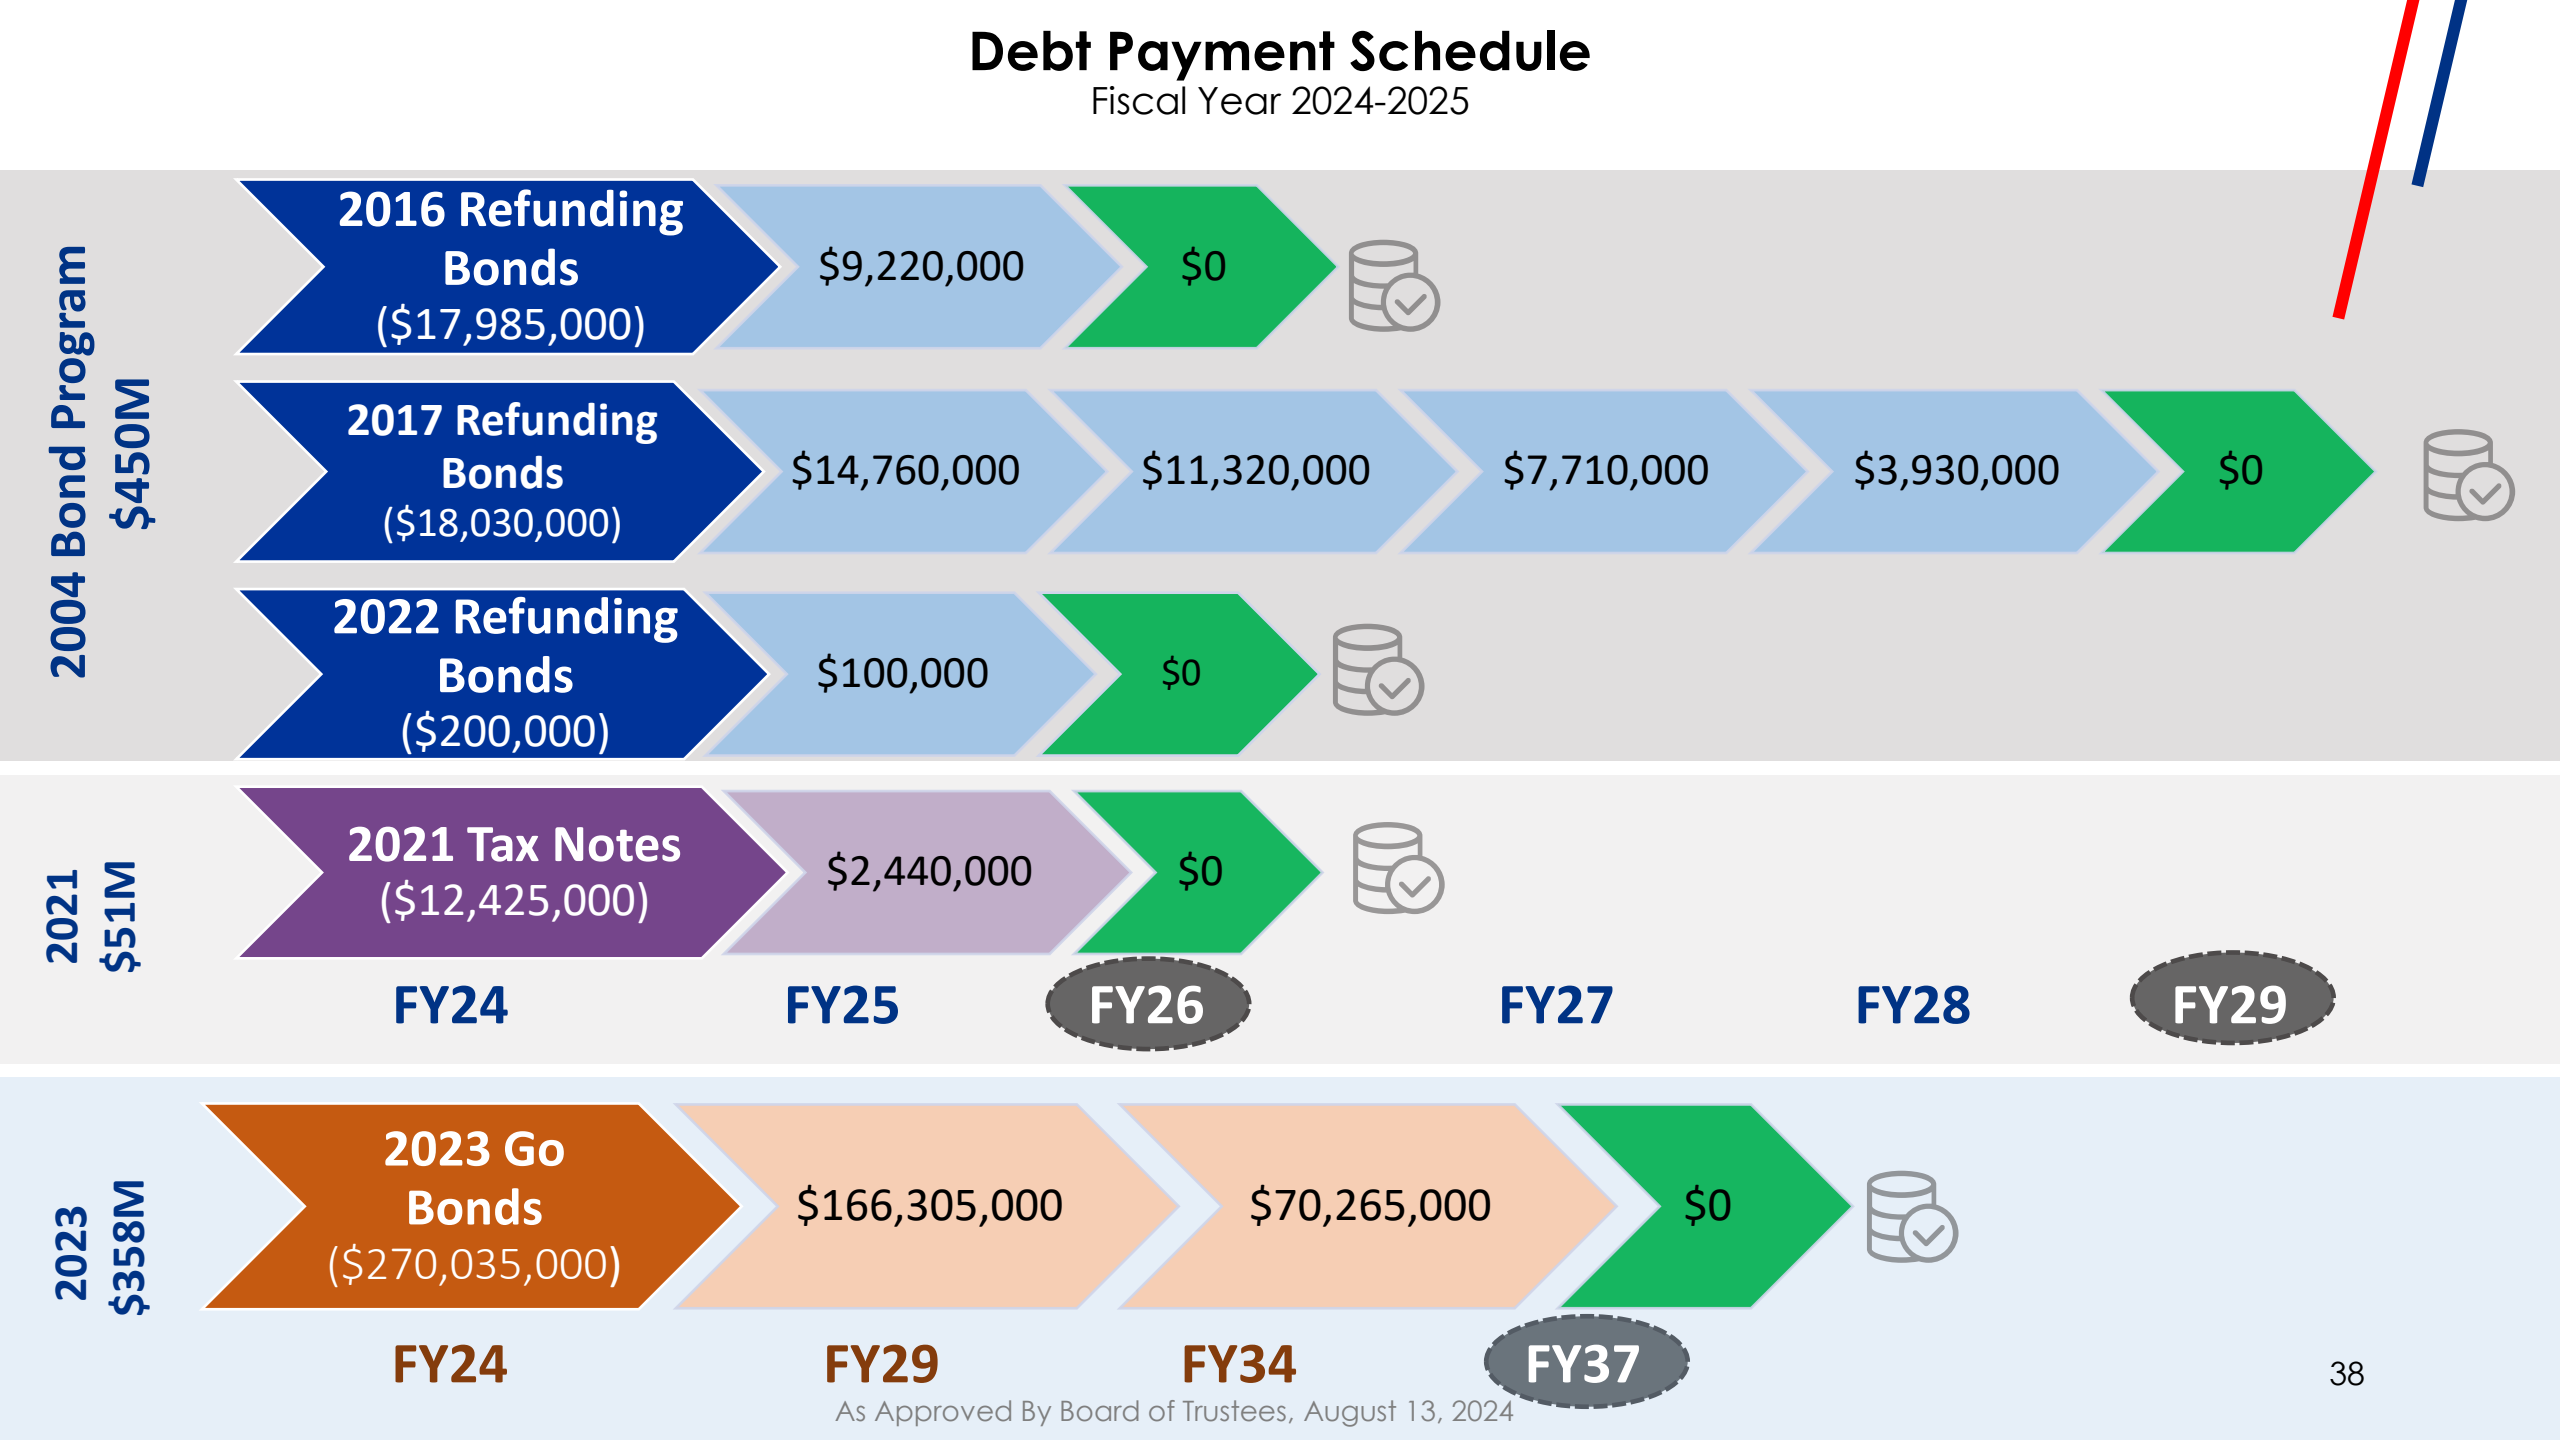 Debt Payment Schedule
Fiscal Year 2024-2025
2004 Bond Program
$450M
2016 Refunding
Bonds
($17,985,000)
$9,220,000
$0
2017 Refunding
Bonds
($18,030,000)
$14,760,000
$11,320,000
$7,710,000
$3,930,000
$0
2022 Refunding
Bonds
($200,000)
$100,000
$0
2021
$51M
2021 Tax Notes
($12,425,000)
$2,440,000
$0
FY24
FY25
FY26
FY27
FY28
FY29
2023
$358M
2023 Go
Bonds
($270,035,000)
$166,305,000
$70,265,000
$0
FY24
FY29
FY34
FY37
38
As Approved By Board of Trustees, August 13, 2024